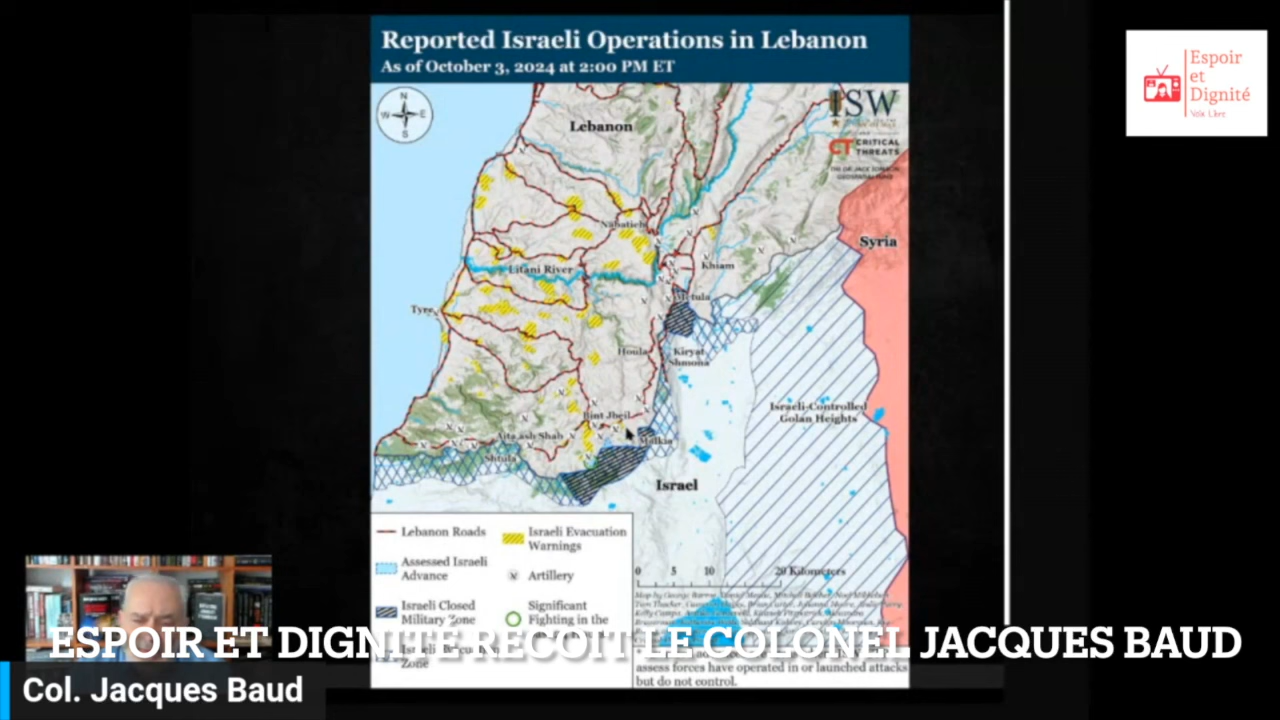 Reported Israeli Operations in Lebanon
As of October 3, 2024 at 2:00 PM ET
N
W
E
S
ISW
CT CRITICAL
THREATS
Espoir
et
Dignité
Lebanon
Syria
Nabatieh
Khiam
Litani River
Metula
Tyre
Houla
Kiryat
Shmona
Israeli-Controlled
Golan Heights
Bint Jbeil
Aita ash Shab
Malkia
Shtula
Israel
Lebanon Roads
Israeli Evacuation
Warnings
Assessed Israeli
Advance
Artillery
Israeli Closed
Military Zone
Significant
Fighting in the
Zone
0 5 10 20 Kilometers
assess forces have operated in or launched attacks
but do not control.
ESPOIR ET DIGNITE RECOIT LE COLONEL JACQUES BAUD
Col. Jacques Baud